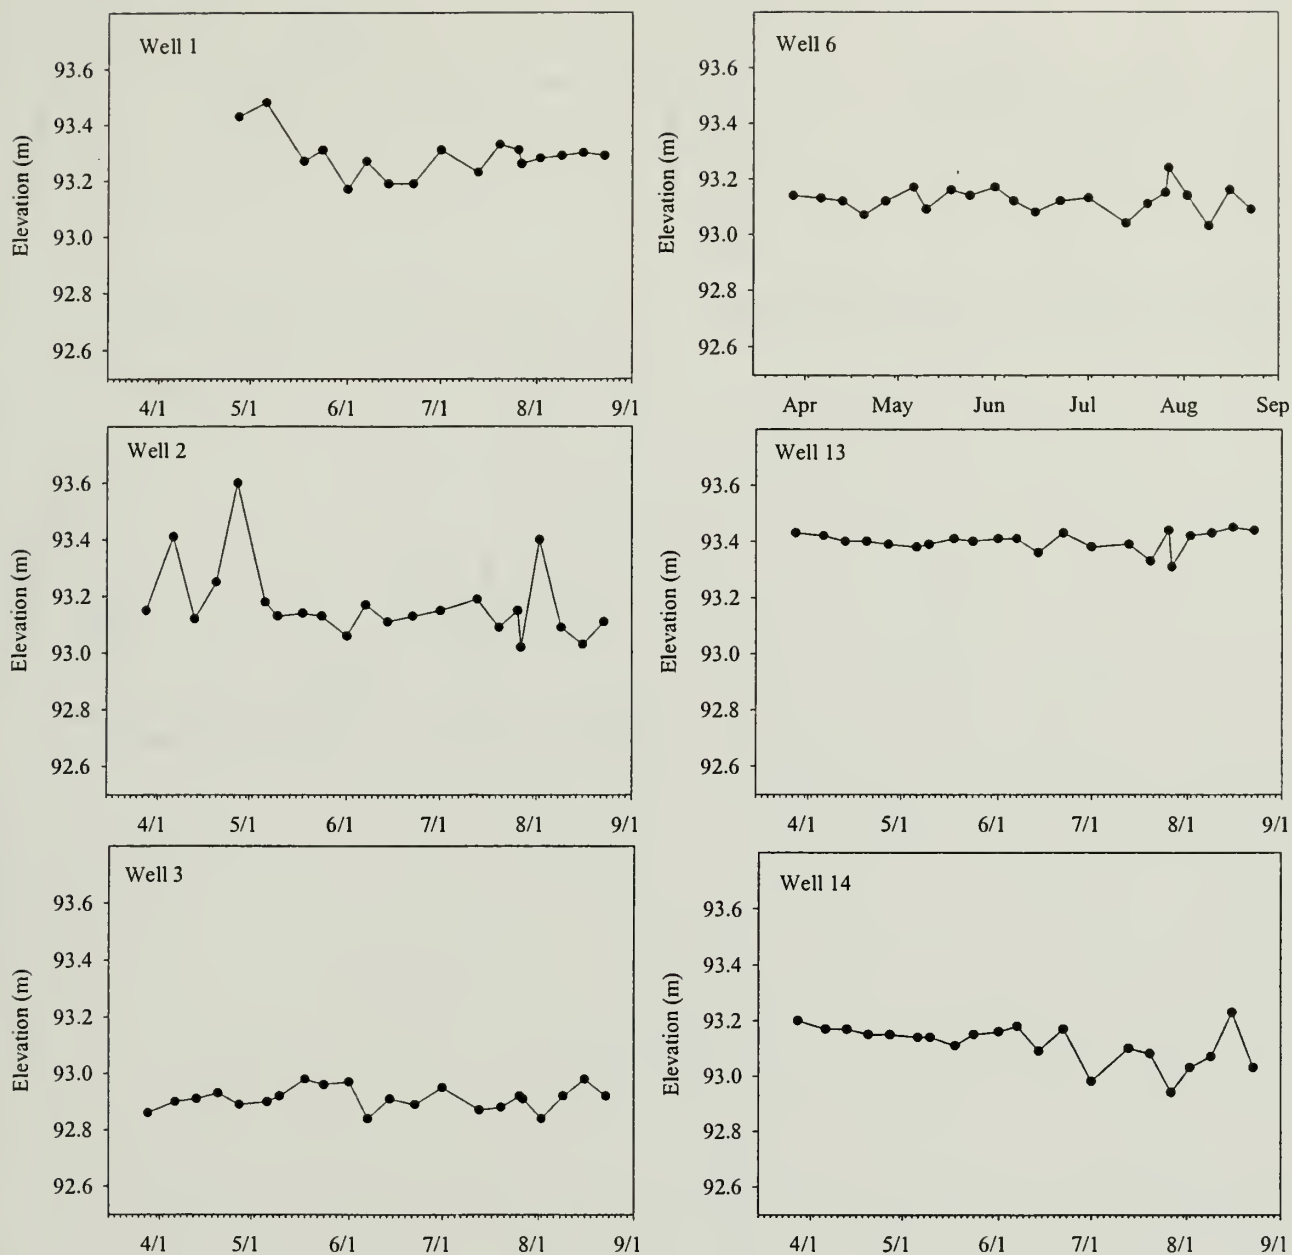 Well 1
Elevation (m)
93.6
93.4
93.2
93.0
92.8
92.6
4/1 5/1 6/1 7/1 8/1 9/1
Well 2
Elevation (m)
93.6
93.4
93.2
93.0
92.8
92.6
4/1 5/1 6/1 7/1 8/1 9/1
Well 3
Elevation (m)
93.6
93.4
93.2
93.0
92.8
92.6
4/1 5/1 6/1 7/1 8/1 9/1
Well 6
Elevation (m)
93.6
93.4
93.2
93.0
92.8
92.6
Apr May Jun Jul Aug Sep
Well 13
Elevation (m)
93.6
93.4
93.2
93.0
92.8
92.6
4/1 5/1 6/1 7/1 8/1 9/1
Well 14
Elevation (m)
93.6
93.4
93.2
93.0
92.8
92.6
4/1 5/1 6/1 7/1 8/1 9/1